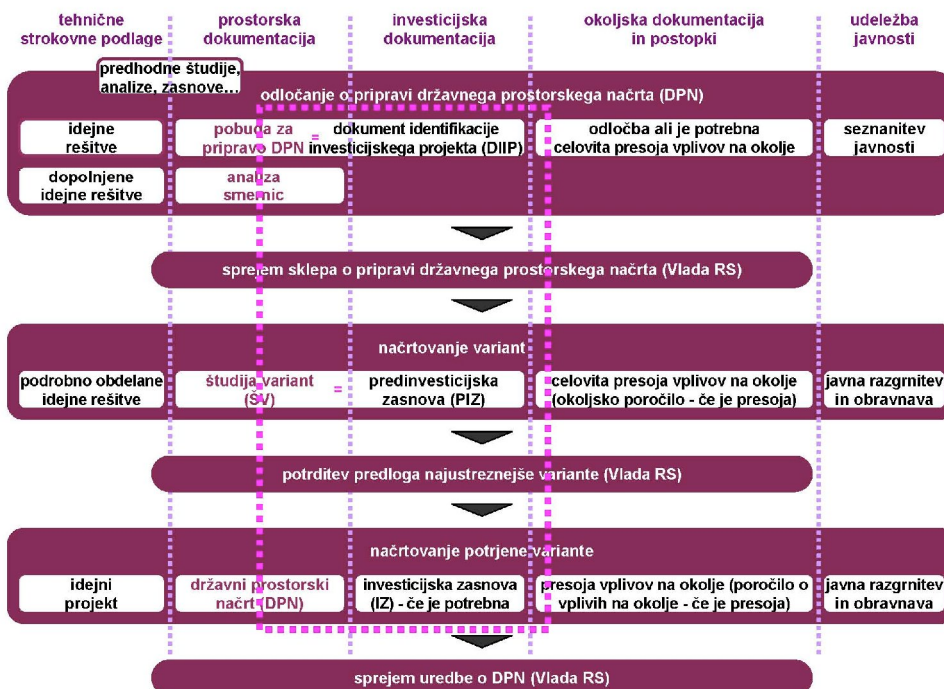 tehnične
strokovne podlage
prostorska
dokumentacija
investicijska
dokumentacija
okoljska dokumentacija
in postopki
udeležba
javnosti
predhodne študije,
analize, zasnove...
odločanje o pripravi državnega prostorskega načrta (DPN)
idejne
rešitve
pobuda za
pripravo DPN
=
dokument identifikacije
investicijskega projekta (DIIP)
odločba ali je potrebna
celovita presoja vplivov na okolje
seznanitev
javnosti
dopolnjene
idejne rešitve
analiza
smernic
sprejem sklepa o pripravi državnega prostorskega načrta (Vlada RS)
načrtovanje variant
podrobno obdelane
idejne rešitve
študija variant
(ŠV)
=
predinvesticijska
zasnova (PIZ)
celovita presoja vplivov na okolje
(okoljsko poročilo - če je presoja)
javna razgrnitev
in obravnava
potrditev predloga najustreznejše variante (Vlada RS)
načrtovanje potrjene variante
idejni
projekt
državni prostorski
načrt (DPN)
investicijska zasnova
(IZ) - če je potrebna
presoja vplivov na okolje (poročilo o
vplivih na okolje - če je presoja)
javna razgrnitev
in obravnava
sprejem uredbe o DPN (Vlada RS)